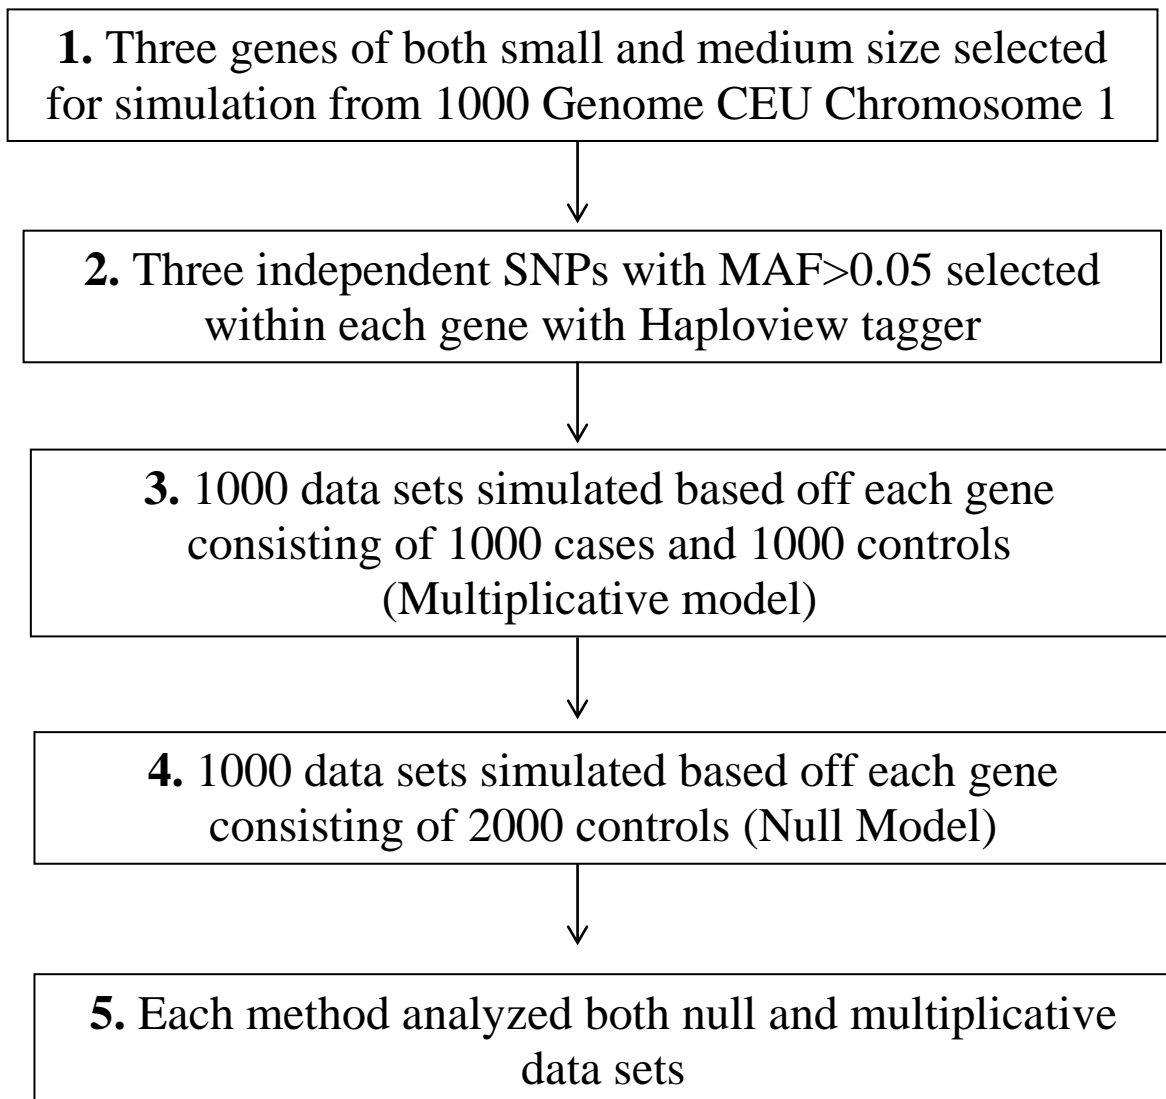 1. Three genes of both small and medium size selected
for simulation from 1000 Genome CEU Chromosome 1
2. Three independent SNPs with MAF>0.05 selected
within each gene with Haploview tagger
3. 1000 data sets simulated based off each gene
consisting of 1000 cases and 1000 controls
(Multiplicative model)
4. 1000 data sets simulated based off each gene
consisting of 2000 controls (Null Model)
5. Each method analyzed both null and multiplicative
data sets